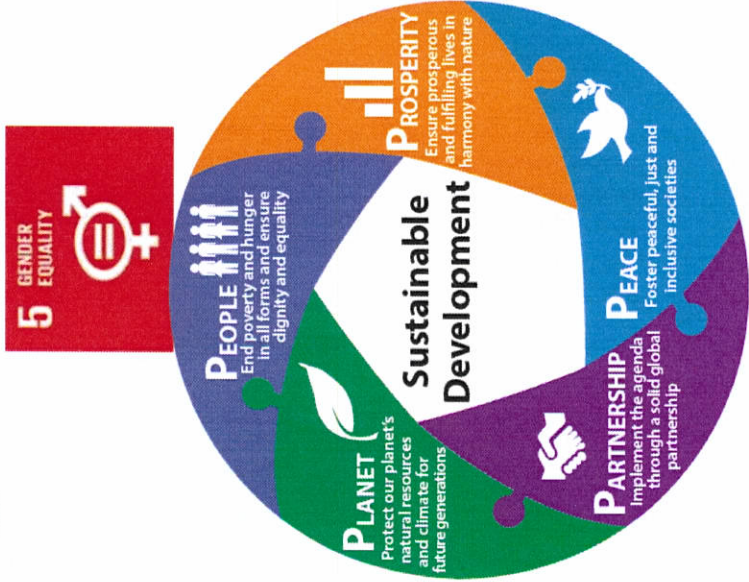 5 GENDER
EQUALITY
PEOPLE
End poverty and hunger
in all forms and ensure
dignity and equality
PROSPERITY
Ensure prosperous
and fulfilling lives in
harmony with nature
PEACE
Foster peaceful, just and
inclusive societies
PARTNERSHIP
Implement the agenda
through a solid global
partnership
PLANET
Protect our planet's
natural resources
and climate for
future generations
Sustainable
Development